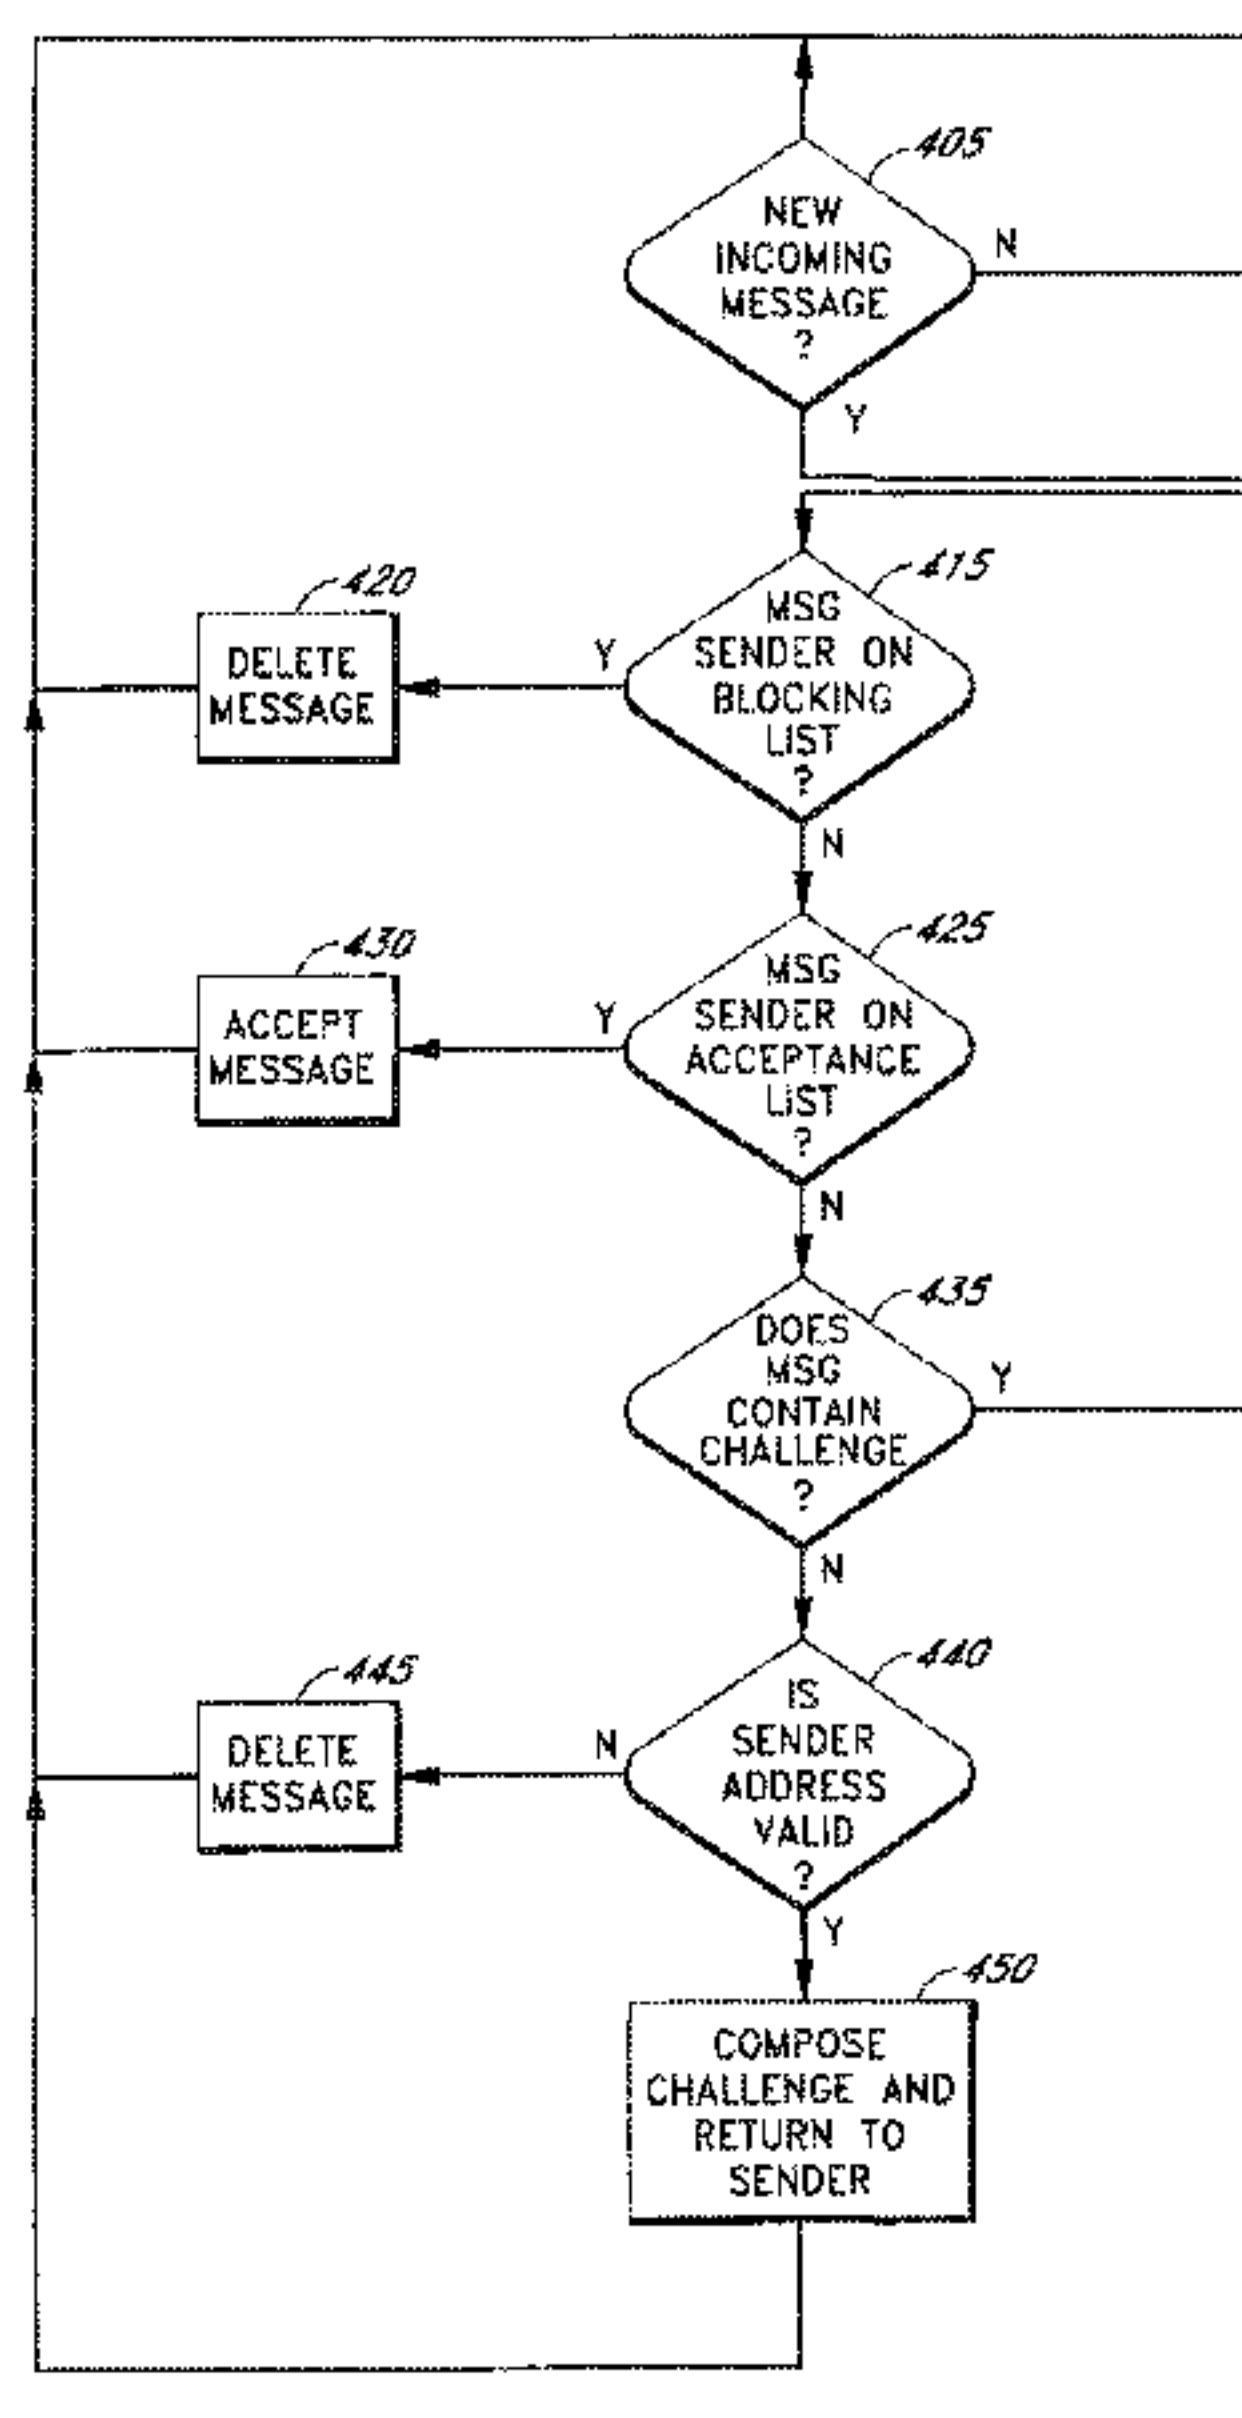 405
NEW
INCOMING
MESSAGE
?
N
Y
415
MSG
SENDER ON
BLOCKING
LIST
?
Y
N
420
DELETE
MESSAGE
425
MSG
SENDER ON
ACCEPTANCE
LIST
?
Y
N
430
ACCEPT
MESSAGE
435
DOES
MSG
CONTAIN
CHALLENGE
?
Y
N
440
IS
SENDER
ADDRESS
VALID
?
N
Y
445
DELETE
MESSAGE
450
COMPOSE
CHALLENGE AND
RETURN TO
SENDER